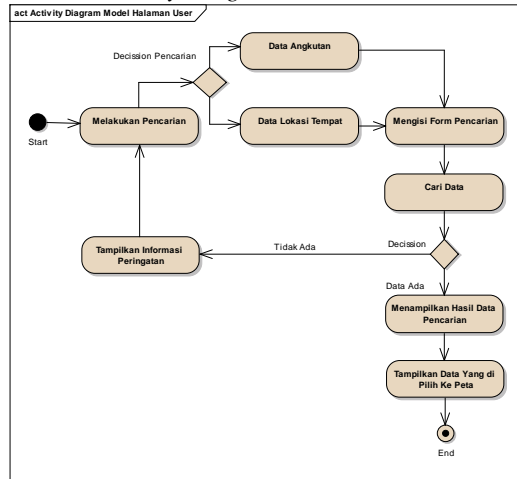 act Activity Diagram Model Halaman User
Decission Pencarian
Data Angkutan
Melakukan Pencarian
Data Lokasi Tempat
Mengisi Form Pencarian
Start
Cari Data
Tidak Ada
Decission
Tampilkan Informasi
Peringatan
Data Ada
Menampilkan Hasil Data
Pencarian
Tampilkan Data Yang di
Pilih Ke Peta
End